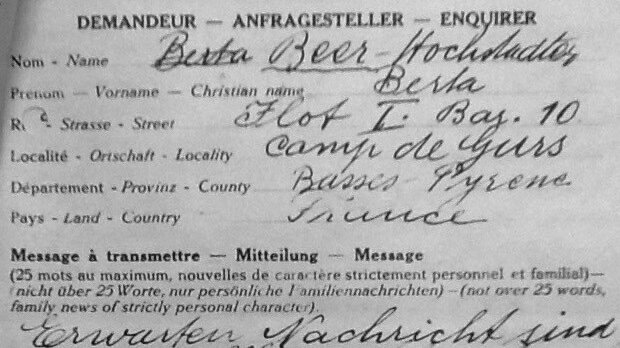 DEMANDEUR — ANFRAGESTELLER — ENQUIRER
Nom - Name Berta Beer-Hochstadter
Prenom — Vorname — Christian name Berta
R e - Strasse - Street Ilot I. Bar. 10
Localité - Ortschaft - Locality Camp de Gurs
Département - Provinz - County Basses-Pyrene
Pays - Land - Country France
Message à transmettre — Mitteilung — Message
(25 mots au maximum, nouvelles de caractère strictement personnel et familial)—
(nicht über 25 Worte, nur persönliche Familiennachrichten) – (not over 25 words,
family news of strictly personal character).
Erwarten Nachricht sind